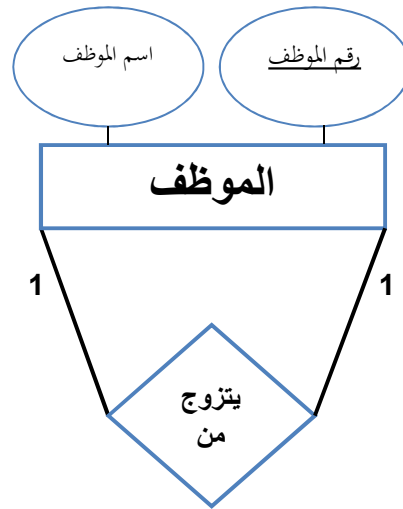 رقم الموظف
اسم الموظف
الموظف
1
1
يتزوج
من